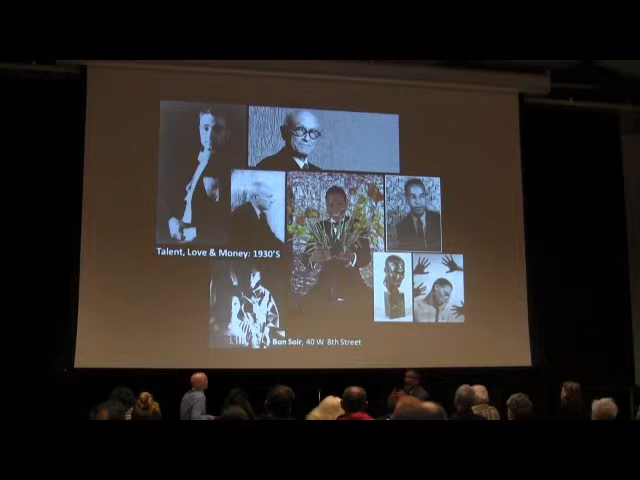 Talent, Love & Money: 1930'S
Bon Soir, 40 W. 8th Street